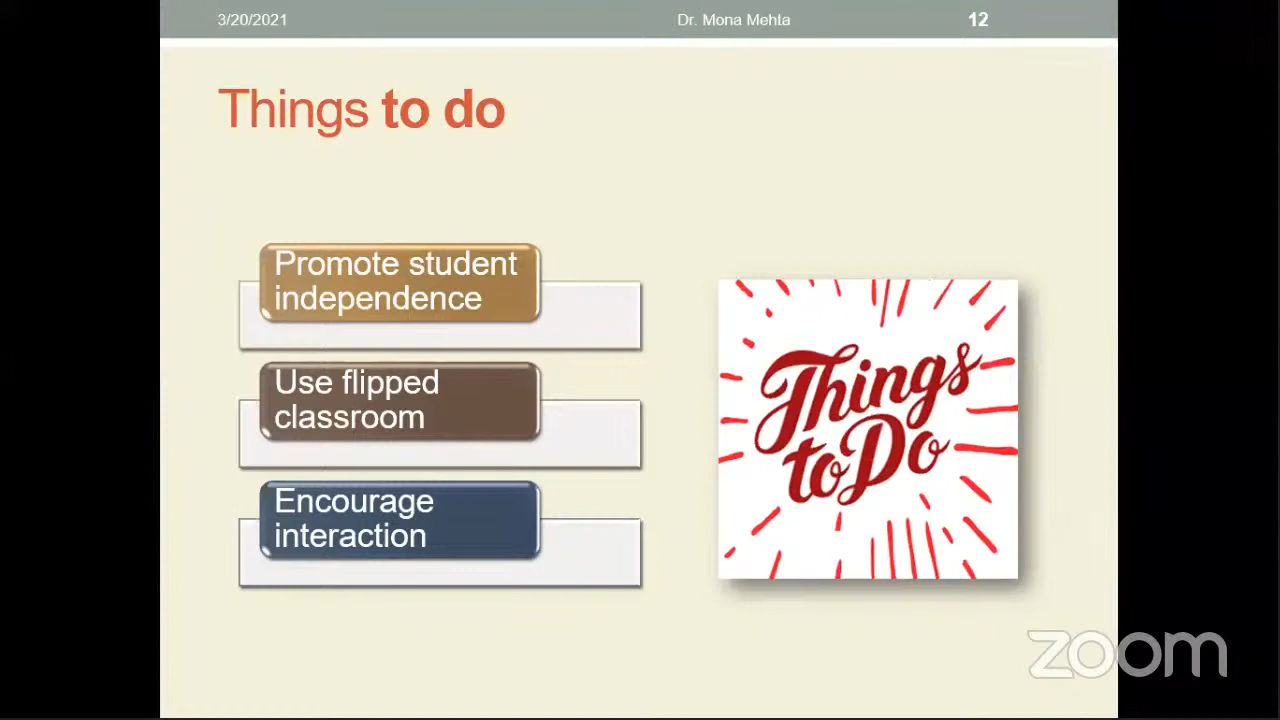 3/20/2021 Dr. Mona Mehta 12
Things to do
Promote student
independence
Use flipped
classroom
Encourage
interaction
Things
to Do
zoom